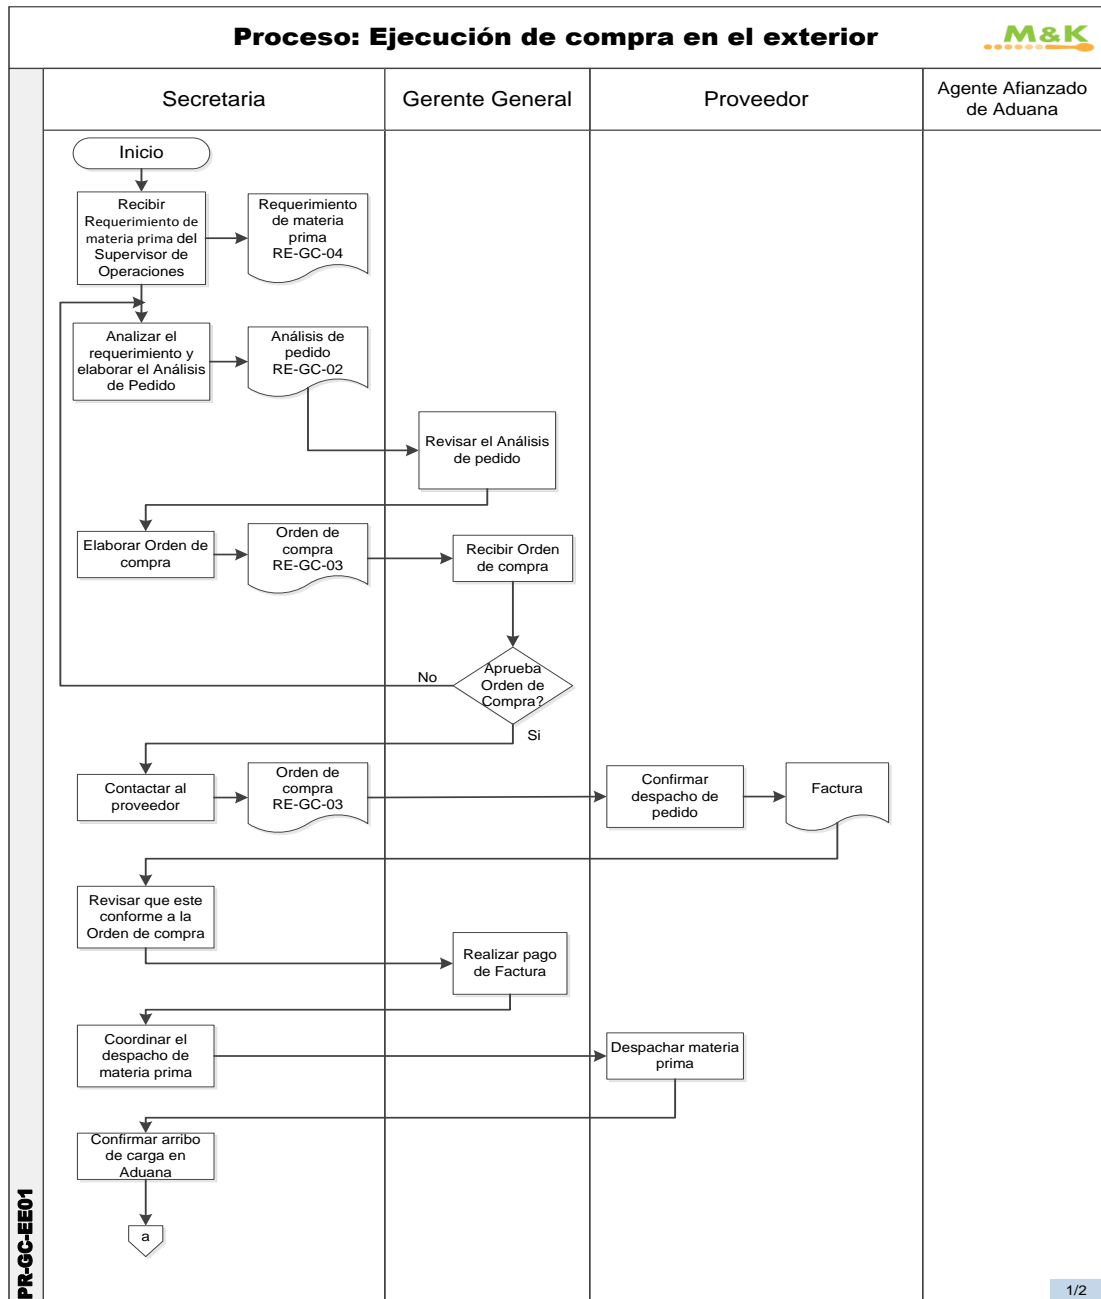 Proceso: Ejecución de compra en el exterior
M&K
Secretaria
Gerente General
Proveedor
Agente Afianzado
de Aduana
Inicio
Recibir
Requerimiento de
materia prima del
Supervisor de
Operaciones
Requerimiento
de materia
prima
RE-GC-04
Analizar el
requerimiento y
elaborar el Análisis
de Pedido
Análisis de
pedido
RE-GC-02
Revisar el Análisis
de pedido
Elaborar Orden de
compra
Orden de
compra
RE-GC-03
Recibir Orden
de compra
Aprueba
Orden de
Compra?
No
Si
Contactar al
proveedor
Orden de
compra
RE-GC-03
Confirmar
despacho de
pedido
Factura
Revisar que este
conforme a la
Orden de compra
Realizar pago
de Factura
Coordinar el
despacho de
materia prima
Despachar materia
prima
Confirmar arribo
de carga en
Aduana
a
PR-GC-EE01
1/2